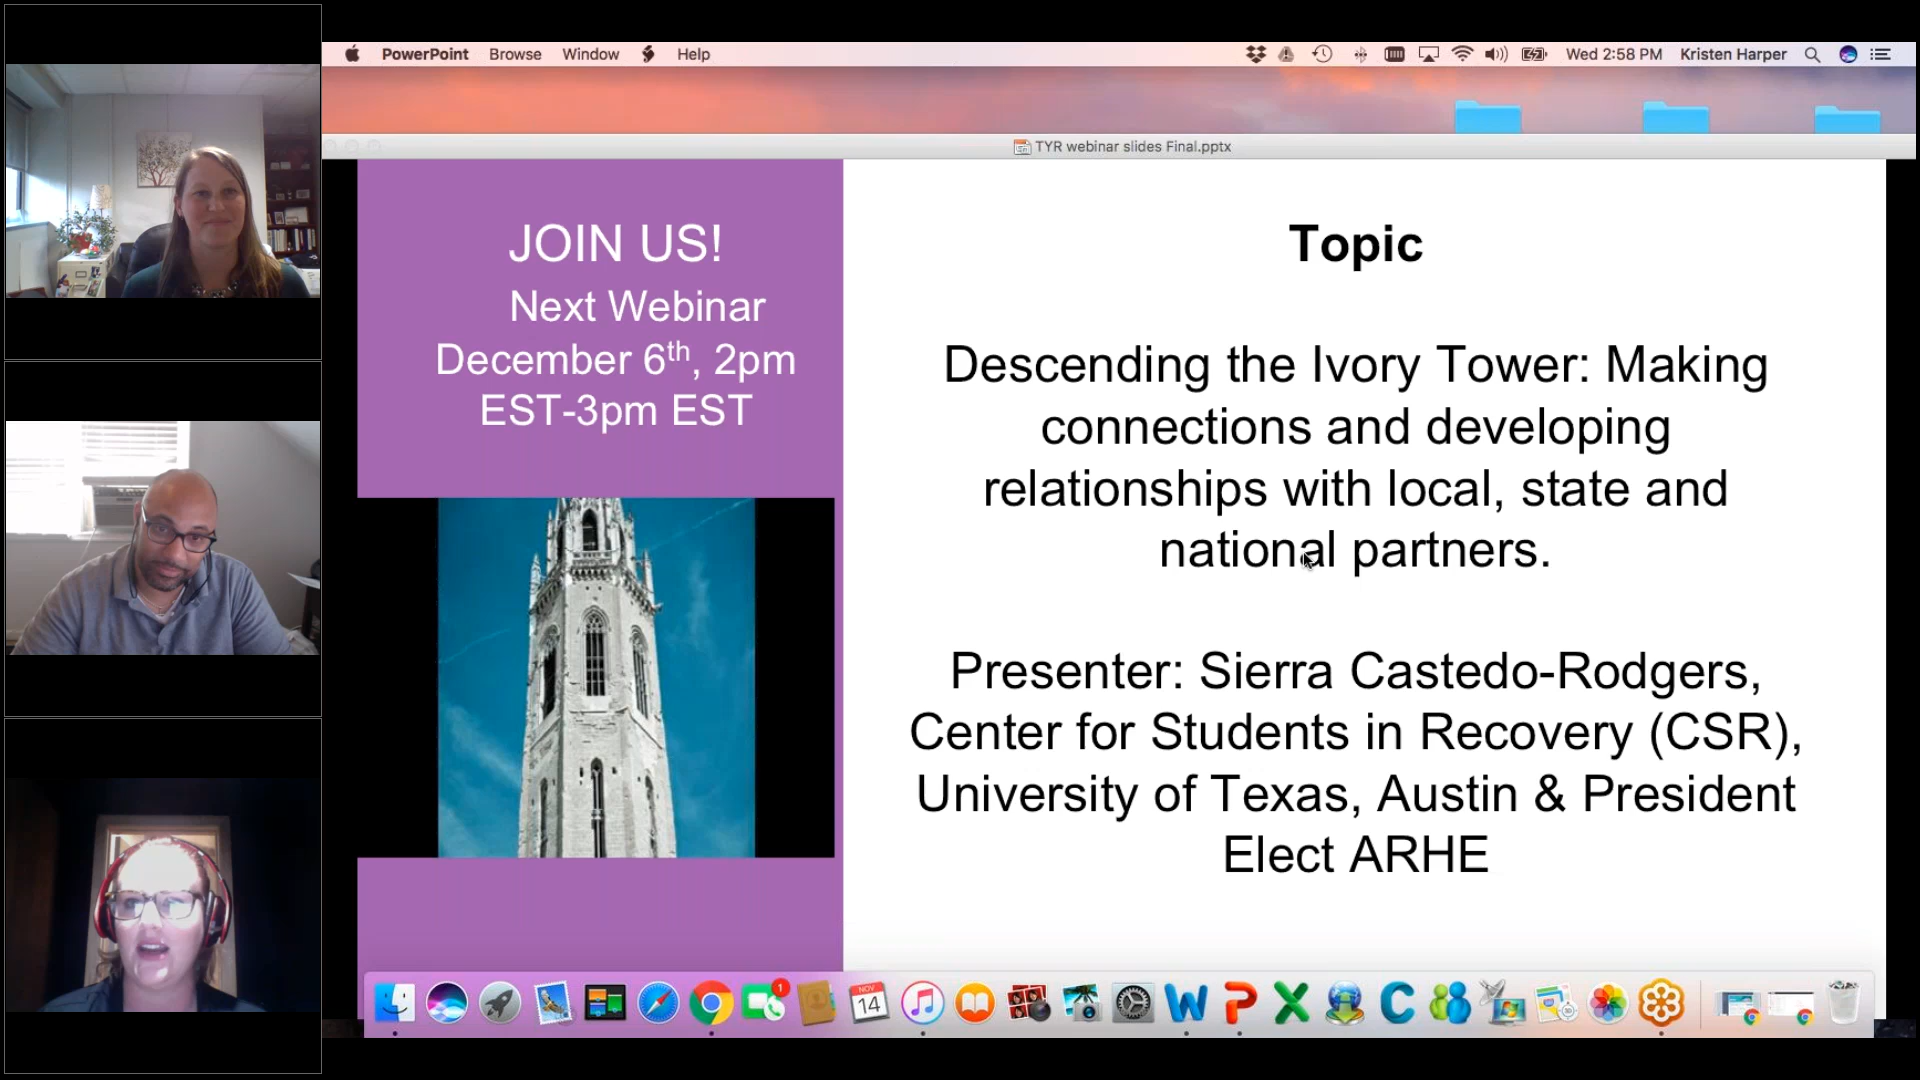 PowerPoint Browse Window Help Wed 2:58 PM Kristen Harper
TYR webinar slides Final.pptx
JOIN US!
Next Webinar
December 6th, 2pm
EST-3pm EST
Topic
Descending the Ivory Tower: Making
connections and developing
relationships with local, state and
national partners.
Presenter: Sierra Castedo-Rodgers,
Center for Students in Recovery (CSR),
University of Texas, Austin & President
Elect ARHE
1
NOV
14